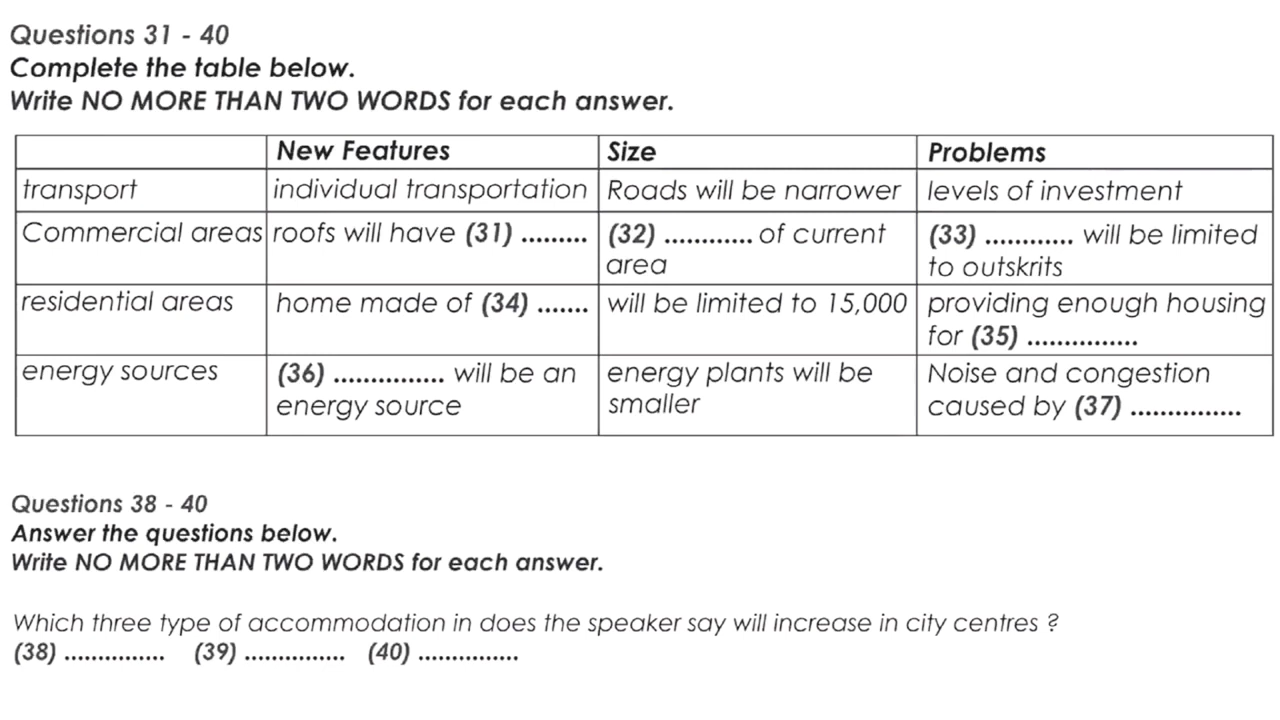 Questions 31 - 40
Complete the table below.
Write NO MORE THAN TWO WORDS for each answer.
New Features Size Problems
transport individual transportation Roads will be narrower levels of investment
Commercial areas roofs will have (31) ......... (32) ............. of current area (33) ............. will be limited to outskrits
residential areas home made of (34) ....... will be limited to 15,000 providing enough housing for (35) ................
energy sources (36) ................ will be an energy source energy plants will be smaller Noise and congestion caused by (37) ................
Questions 38 - 40
Answer the questions below.
Write NO MORE THAN TWO WORDS for each answer.
Which three type of accommodation in does the speaker say will increase in city centres ?
(38) ............... (39) ............... (40) ...............